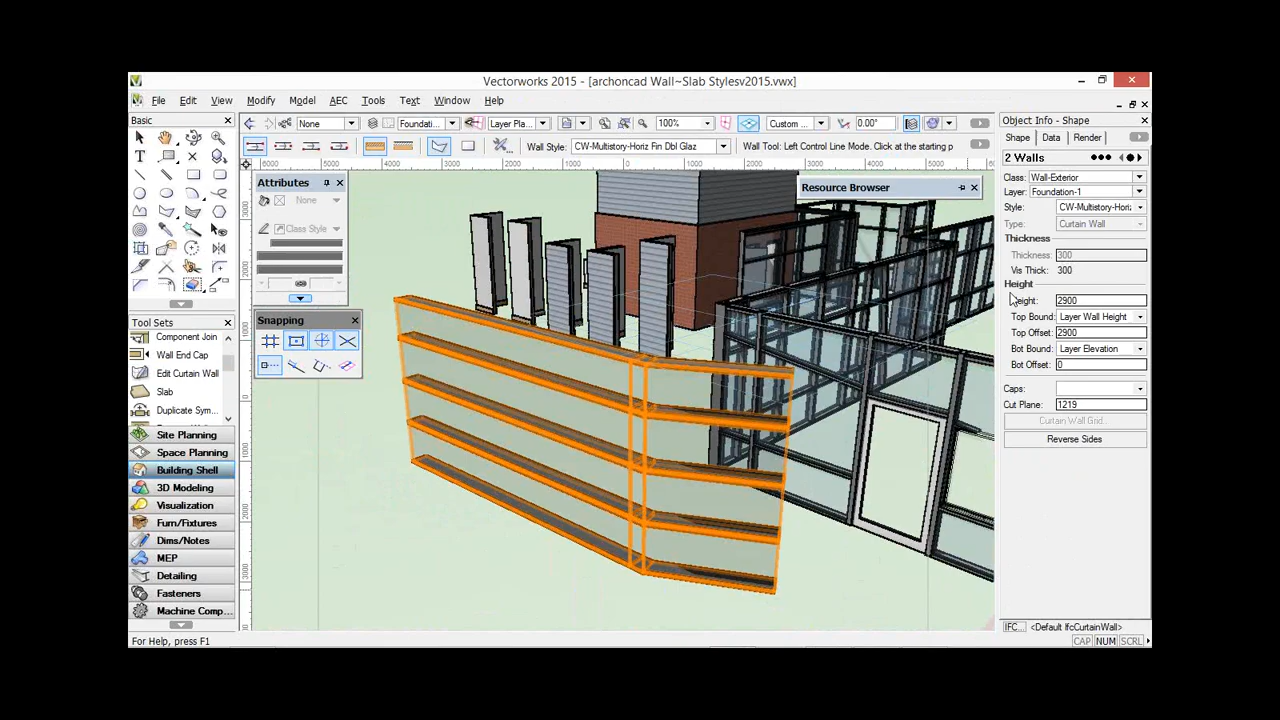 Vectorworks 2015 - [archoncad Wall~Slab Stylesv2015.vwx]
File Edit View Modify Model AEC Tools Text Window Help
Basic
None
Foundati...
Layer Pla...
100%
Custom ...
0.00°
Wall Style: CW-Multistory-Horiz Fin Dbl Glaz
Wall Tool: Left Control Line Mode. Click at the starting p
Attributes
None
Class Style
Snapping
Resource Browser
Tool Sets
Component Join
Wall End Cap
Edit Curtain Wall
Slab
Duplicate Sym...
Site Planning
Space Planning
Building Shell
3D Modeling
Visualization
Furn/Fixtures
Dims/Notes
MEP
Detailing
Fasteners
Machine Comp...
For Help, press F1
Object Info - Shape
Shape Data Render
2 Walls
Class: Wall-Exterior
Layer: Foundation-1
Style: CW-Multistory-Horiz
Type: Curtain Wall
Thickness
Thickness: 300
Vis Thick: 300
Height
Height: 2900
Top Bound: Layer Wall Height
Top Offset: 2900
Bot Bound: Layer Elevation
Bot Offset: 0
Caps:
Cut Plane: 1219
Curtain Wall Grid...
Reverse Sides
IFC... <Default IfcCurtainWall>
CAP NUM SCRL